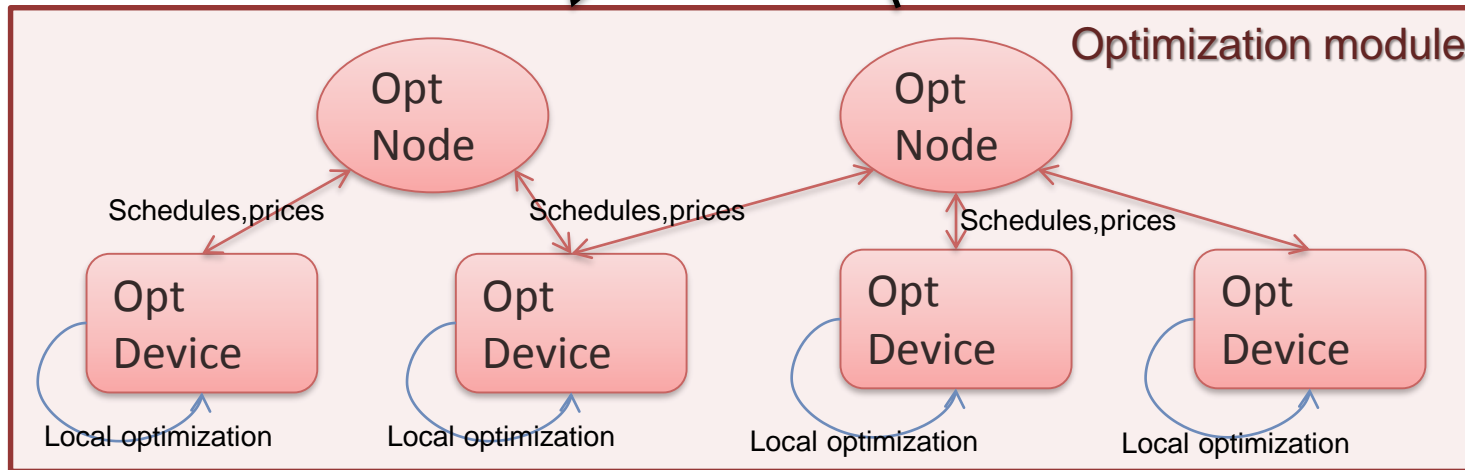 Optimization module
Opt
Node
Opt
Node
Schedules,prices
Schedules,prices
Schedules,prices
Opt
Device
Opt
Device
Opt
Device
Opt
Device
Local optimization
Local optimization
Local optimization
Local optimization